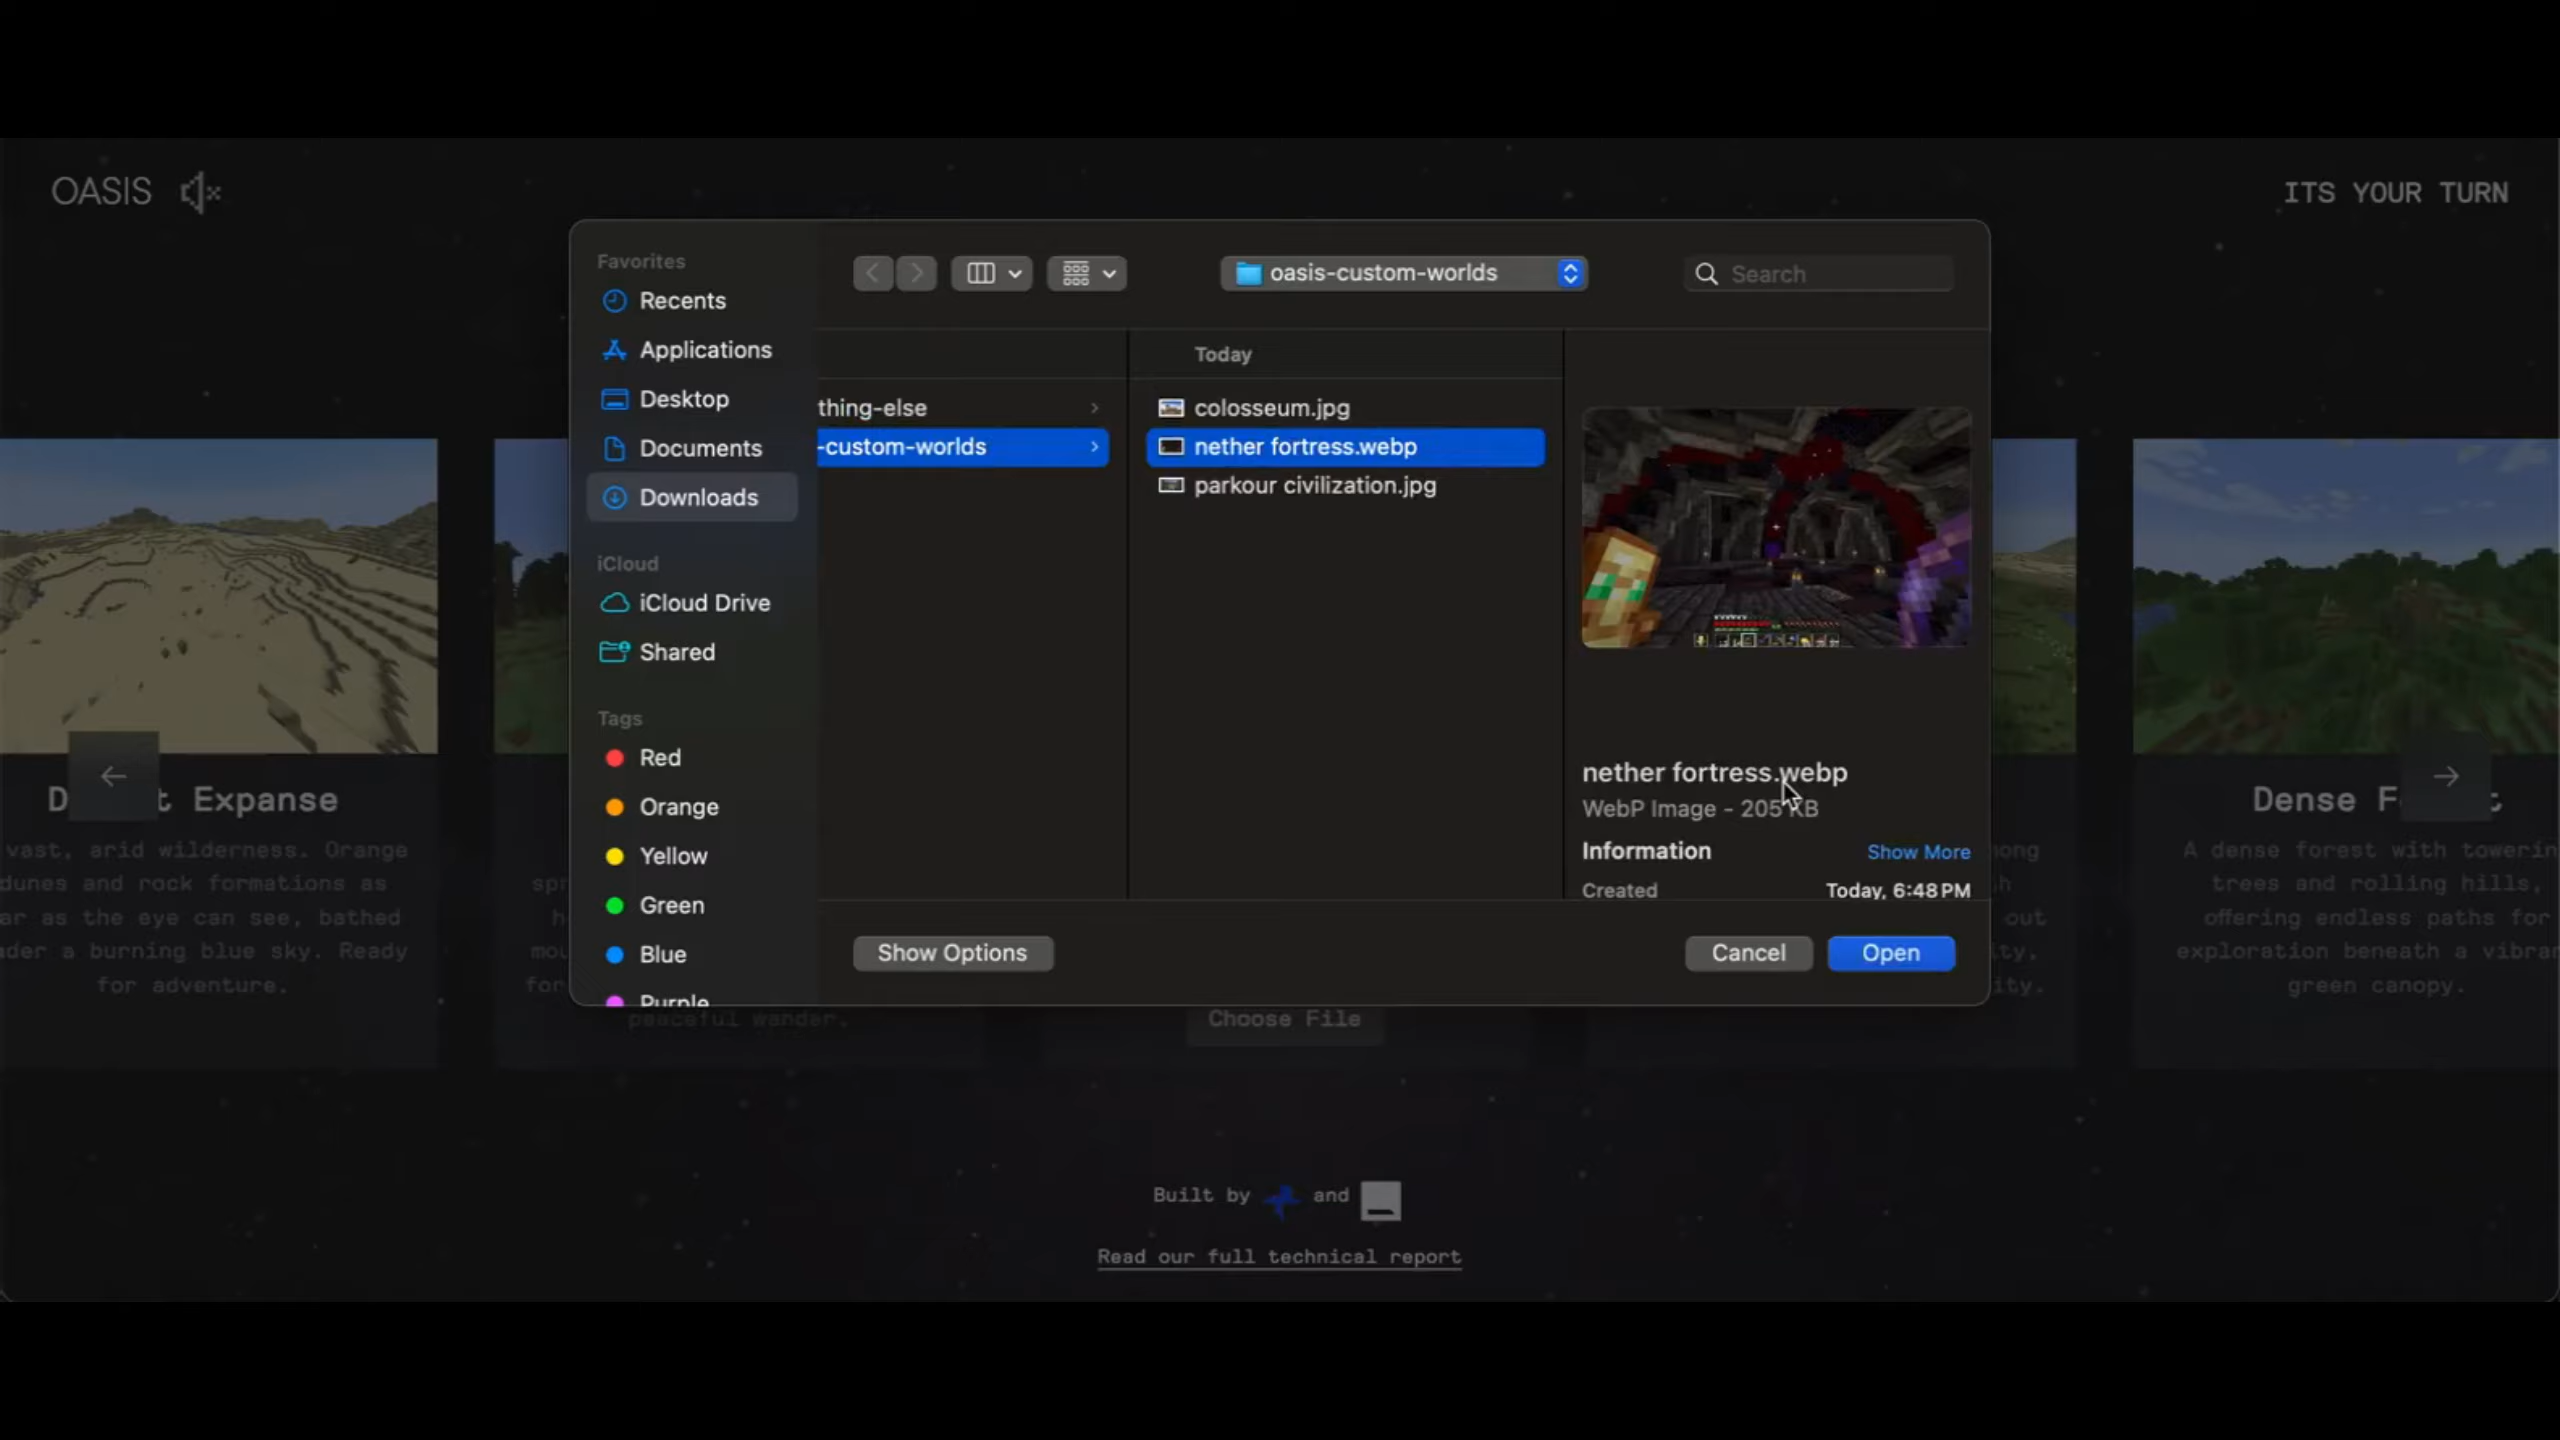 OASIS
ITS YOUR TURN
Favorites
Recents
Applications
Desktop
Documents
Downloads
iCloud
iCloud Drive
Shared
Tags
Red
Orange
Yellow
Green
Blue
Purple
oasis-custom-worlds
Search
thing-else
-custom-worlds
Today
colosseum.jpg
nether fortress.webp
parkour civilization.jpg
nether fortress.webp
WebP Image - 205 KB
Information Show More
Created Today, 6:48 PM
Show Options
Cancel
Open
Expanse
vast, arid wilderness. Orange
dunes and rock formations as
as the eye can see, bathed
a burning blue sky. Ready
for adventure.
peaceful wander.
Choose File
Dense
A dense forest with
trees and rolling hills,
offering endless paths for
exploration beneath a
green canopy.
Built by and
Read our full technical report